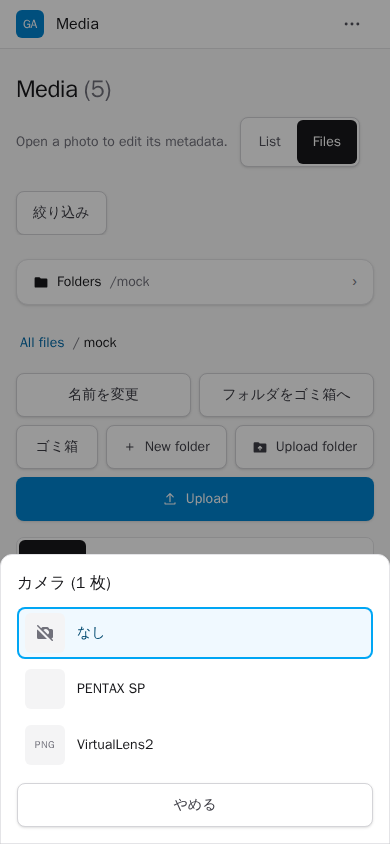 GA Media
Media (5)
Open a photo to edit its metadata. List Files
絞り込み
Folders /mock ›
All files / mock
名前を変更 フォルダをゴミ箱へ
ゴミ箱 + New folder Upload folder
Upload
カメラ (1 枚)
なし
PENTAX SP
PNG VirtualLens2
やめる